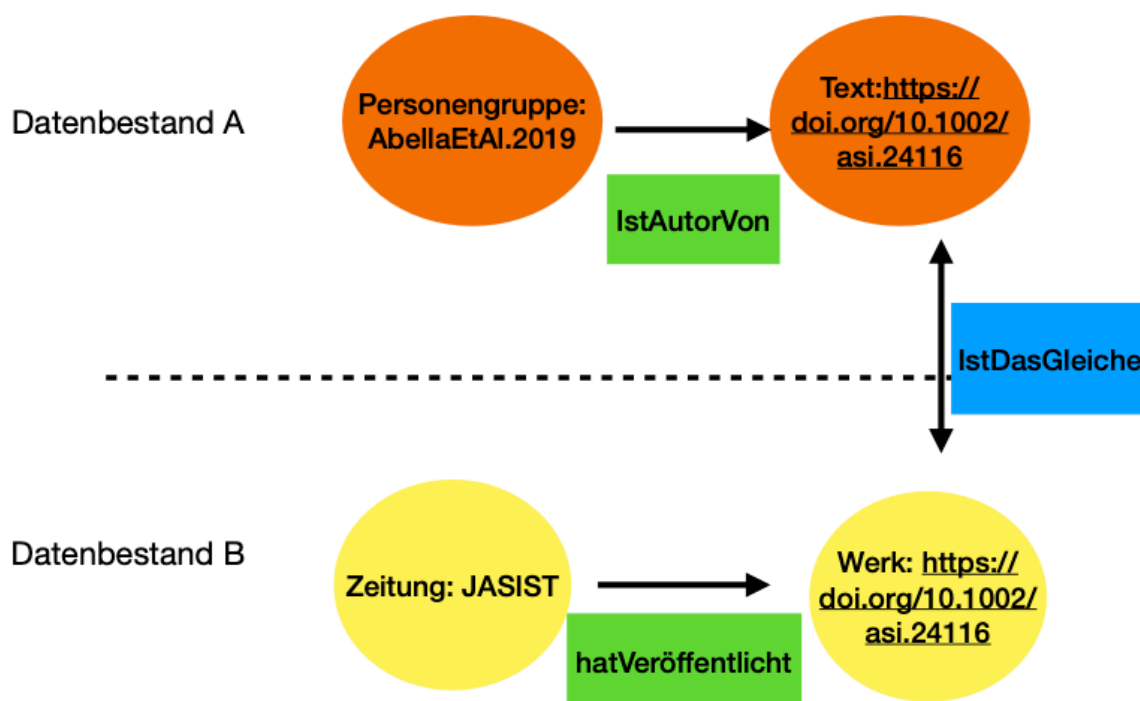 Datenbestand A
Personengruppe:
AbellaEtAl.2019
IstAutorVon
Text:https://
doi.org/10.1002/
asi.24116
IstDasGleiche
Datenbestand B
Zeitung: JASIST
hatVeröffentlicht
Werk: https://
doi.org/10.1002/
asi.24116